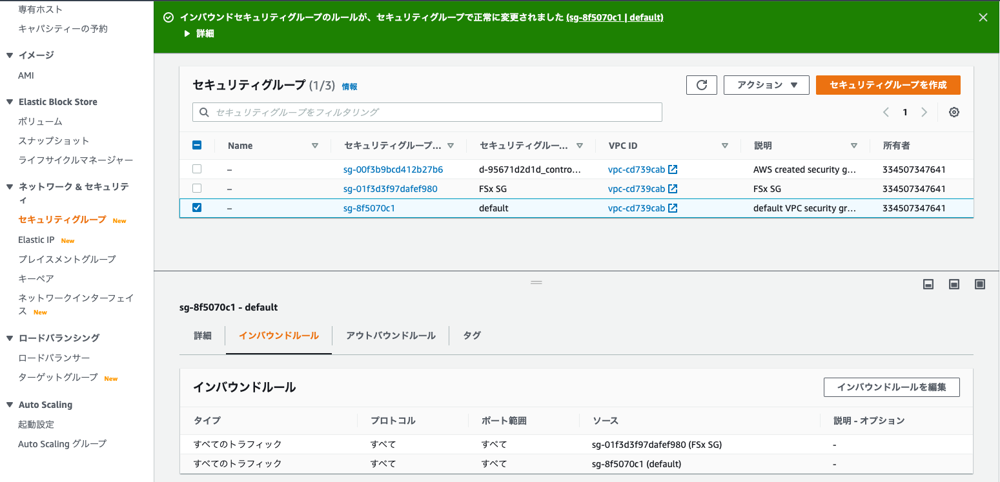 専有ホスト
キャパシティーの予約
▼ イメージ
AMI
▼ Elastic Block Store
ボリューム
スナップショット
ライフサイクルマネージャー
▼ ネットワーク & セキュリテ
ィ
セキュリティグループ New
Elastic IP New
プレイスメントグループ
キーペア
ネットワークインターフェイ
ス New
▼ ロードバランシング
ロードバランサー
ターゲットグループ New
▼ Auto Scaling
起動設定
Auto Scaling グループ
インバウンドセキュリティグループのルールが、セキュリティグループで正常に変更されました (sg-8f5070c1 | default)
▶ 詳細
セキュリティグループ (1/3) 情報
アクション ▼
セキュリティグループを作成
セキュリティグループをフィルタリング
1
Name セキュリティグループ... セキュリティグルー... VPC ID 説明 所有者
– sg-00f3b9bcd412b27b6 d-95671d2d1d_contro... vpc-cd739cab AWS created security g... 334507347641
– sg-01f3d3f97dafef980 FSx SG vpc-cd739cab FSx SG 334507347641
– sg-8f5070c1 default vpc-cd739cab default VPC security gr... 334507347641
sg-8f5070c1 - default
詳細 インバウンドルール アウトバウンドルール タグ
インバウンドルール
インバウンドルールを編集
タイプ プロトコル ポート範囲 ソース 説明 - オプション
すべてのトラフィック すべて すべて sg-01f3d3f97dafef980 (FSx SG) -
すべてのトラフィック すべて すべて sg-8f5070c1 (default) -